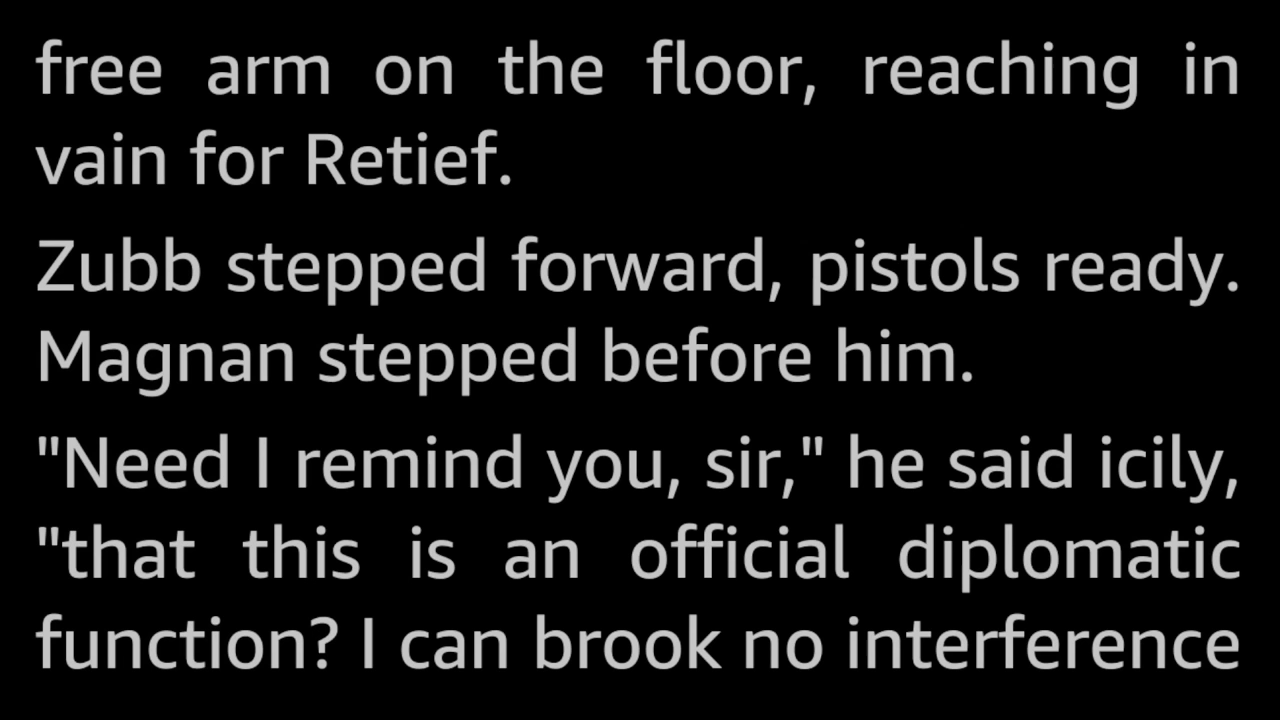 free arm on the floor, reaching in
vain for Retief.
Zubb stepped forward, pistols ready.
Magnan stepped before him.
"Need I remind you, sir," he said icily,
"that this is an official diplomatic
function? I can brook no interference